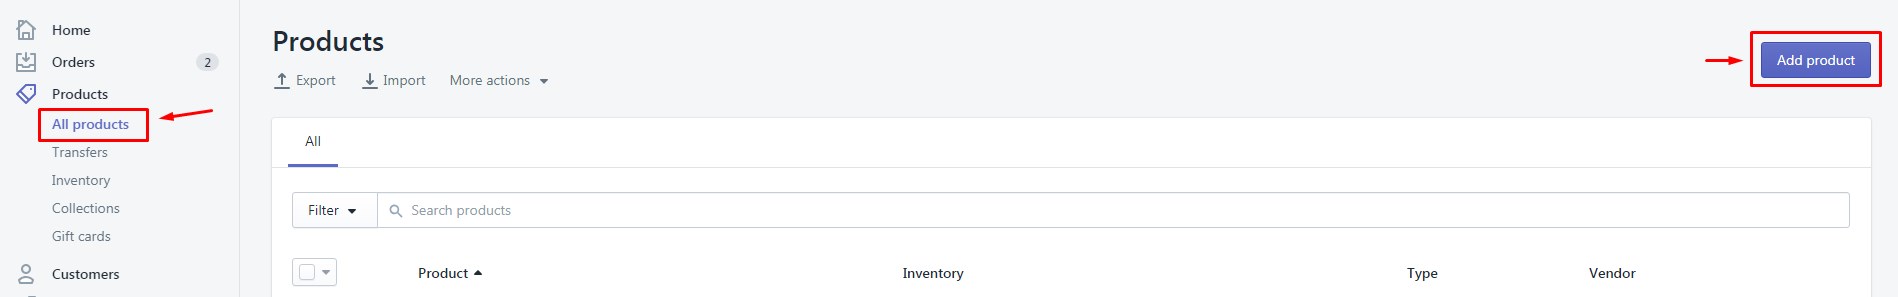 Home
Orders 2
Products
All products
Transfers
Inventory
Collections
Gift cards
Customers
Products
Export Import More actions
Add product
All
Filter Search products
Product Inventory Type Vendor